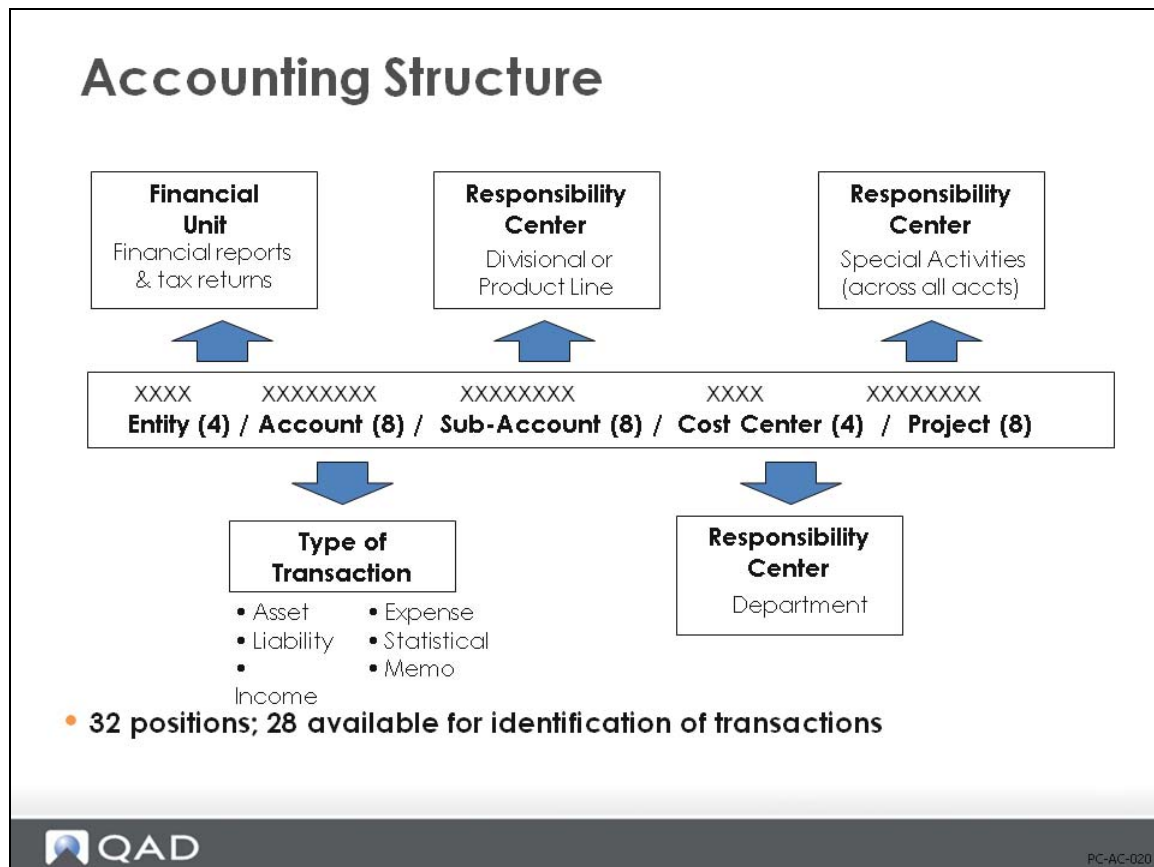 Accounting Structure
Financial
Unit
Financial reports
& tax returns
Responsibility
Center
Divisional or
Product Line
Responsibility
Center
Special Activities
(across all accts)
XXXX XXXXXXXX XXXXXXXX XXXX XXXXXXXX
Entity (4) / Account (8) / Sub-Account (8) / Cost Center (4) / Project (8)
Type of
Transaction
• Asset
• Liability
•
Income
• Expense
• Statistical
• Memo
Responsibility
Center
Department
• 32 positions; 28 available for identification of transactions
QAD
PC-AC-020